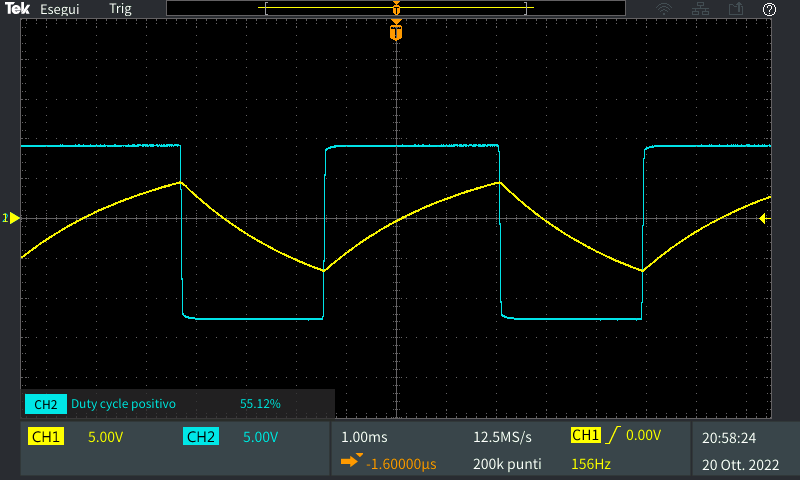 Tek Esegui Trig T ?
T
1
CH2 Duty cycle positivo 55.12%
CH1 5.00V CH2 5.00V 1.00ms 12.5MS/s CH1 0.00V 20:58:24
-1.60000µs 200k punti 156Hz 20 Ott. 2022